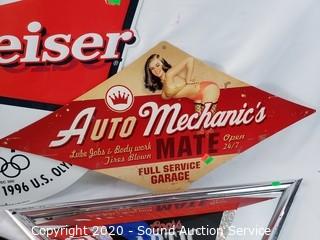 eiser
Auto Mechanic's
Lube Jobs & Body work
Tires Blown
MATE
Open
24/7
FULL SERVICE
GARAGE
1996 U.S. OLY
Coors
Copyright 2020 - Sound Auction Service